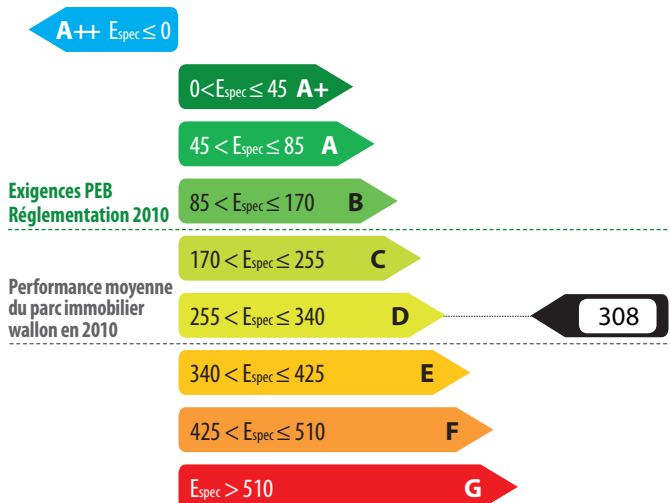 A++ Espec ≤ 0
0 < Espec ≤ 45 A+
45 < Espec ≤ 85 A
Exigences PEB
Réglementation 2010
85 < Espec ≤ 170 B
170 < Espec ≤ 255 C
Performance moyenne
du parc immobilier
wallon en 2010
255 < Espec ≤ 340 D
308
340 < Espec ≤ 425 E
425 < Espec ≤ 510 F
Espec > 510 G